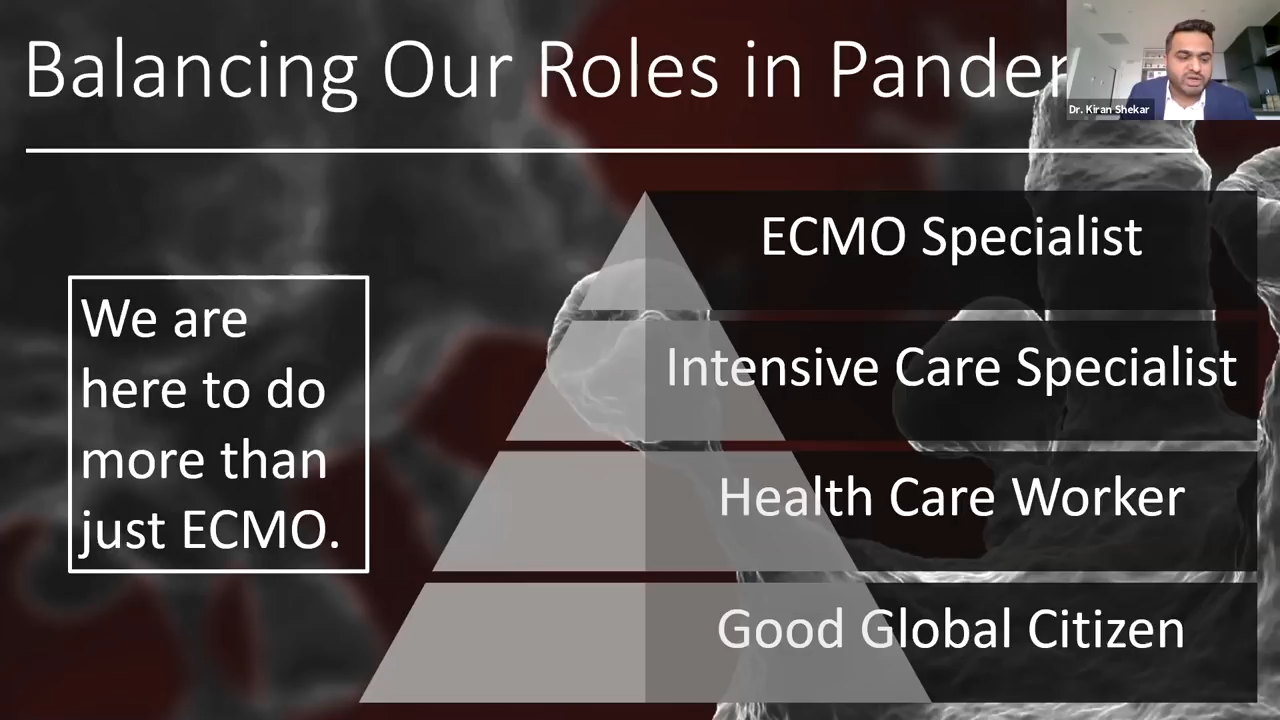 Balancing Our Roles in Pander
Dr. Kiran Shekar
ECMO Specialist
We are
here to do
more than
just ECMO.
Intensive Care Specialist
Health Care Worker
Good Global Citizen